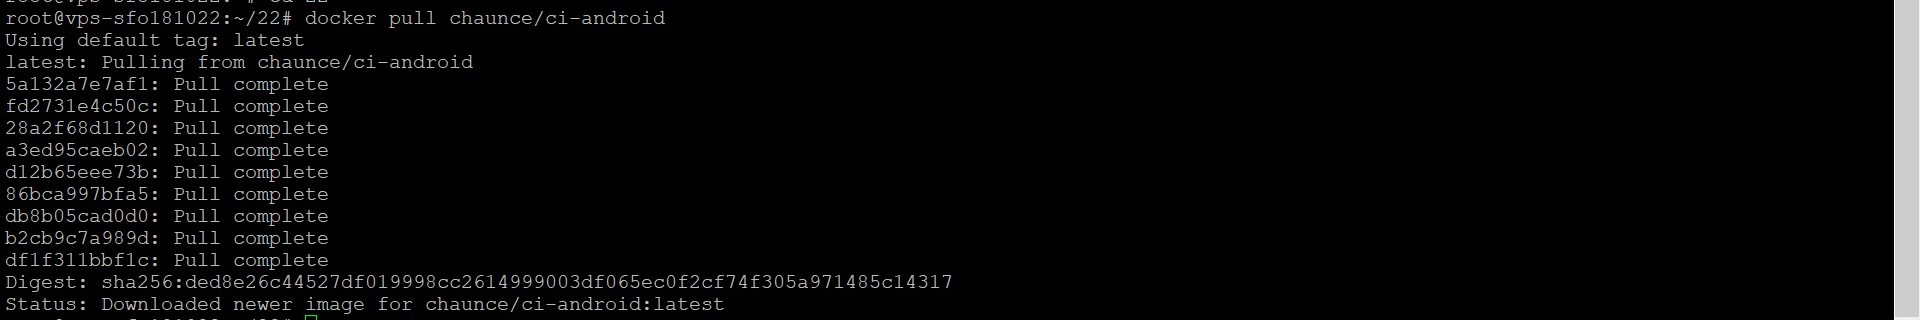 root@vps-sfo181022:~/22# docker pull chaunce/ci-android
Using default tag: latest
latest: Pulling from chaunce/ci-android
5a132a7e7af1: Pull complete
fd2731e4c50c: Pull complete
28a2f68d1120: Pull complete
a3ed95caeb02: Pull complete
d12b65eee73b: Pull complete
86bca997bfa5: Pull complete
db8b05cad0d0: Pull complete
b2cb9c7a989d: Pull complete
df1f311bbf1c: Pull complete
Digest: sha256:ded8e26c44527df019998cc2614999003df065ec0f2cf74f305a971485c14317
Status: Downloaded newer image for chaunce/ci-android:latest